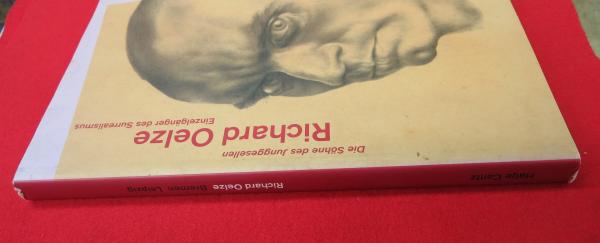 Die Söhne des Junggesellen
Richard Oelze
Einzelgänger des Surrealismus
Richard Oelze Bremen Leipzig
Hatje Cantz